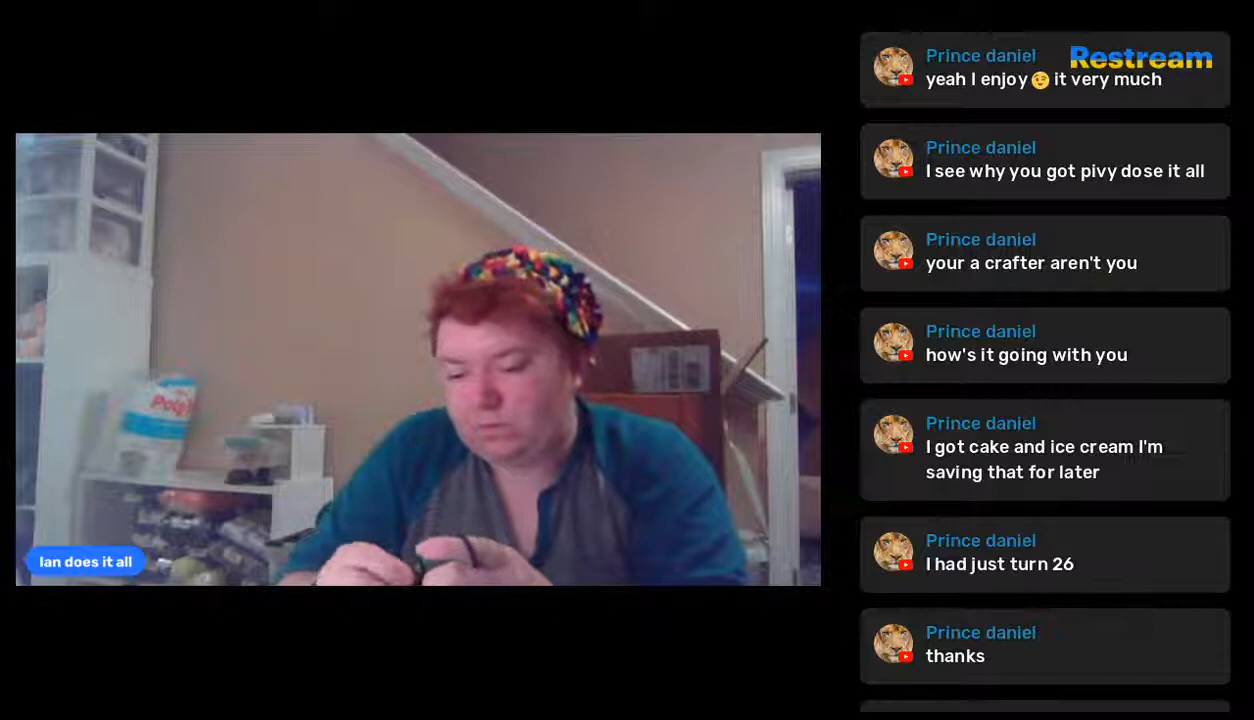 Restream
Prince daniel
yeah I enjoy 😉 it very much
Prince daniel
I see why you got pivy dose it all
Prince daniel
your a crafter aren't you
Prince daniel
how's it going with you
Prince daniel
I got cake and ice cream I'm
saving that for later
Prince daniel
I had just turn 26
Prince daniel
thanks
Ian does it all